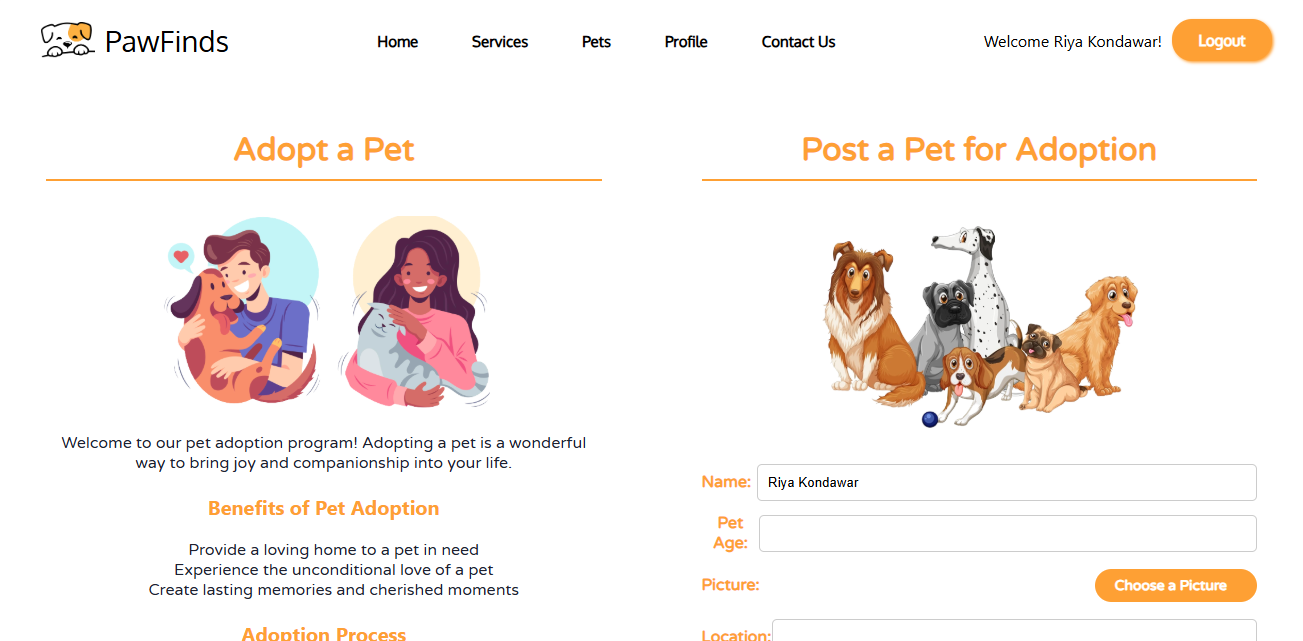 PawFinds
Home
Services
Pets
Profile
Contact Us
Welcome Riya Kondawar!
Logout
Adopt a Pet
Welcome to our pet adoption program! Adopting a pet is a wonderful
way to bring joy and companionship into your life.
Benefits of Pet Adoption
Provide a loving home to a pet in need
Experience the unconditional love of a pet
Create lasting memories and cherished moments
Adoption Process
Post a Pet for Adoption
Name:
Riya Kondawar
Pet
Age:
Picture:
Choose a Picture
Location: